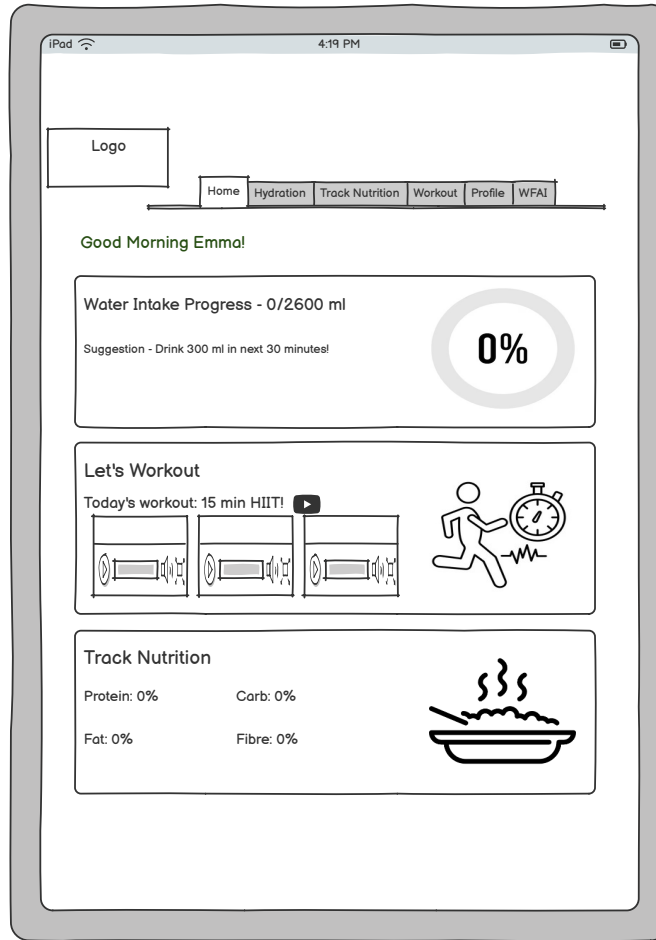 iPad 4:19 PM
Logo
Home Hydration Track Nutrition Workout Profile WFAI
Good Morning Emma!
Water Intake Progress - 0/2600 ml
Suggestion - Drink 300 ml in next 30 minutes!
0%
Let's Workout
Today's workout: 15 min HIIT!
Track Nutrition
Protein: 0% Carb: 0%
Fat: 0% Fibre: 0%